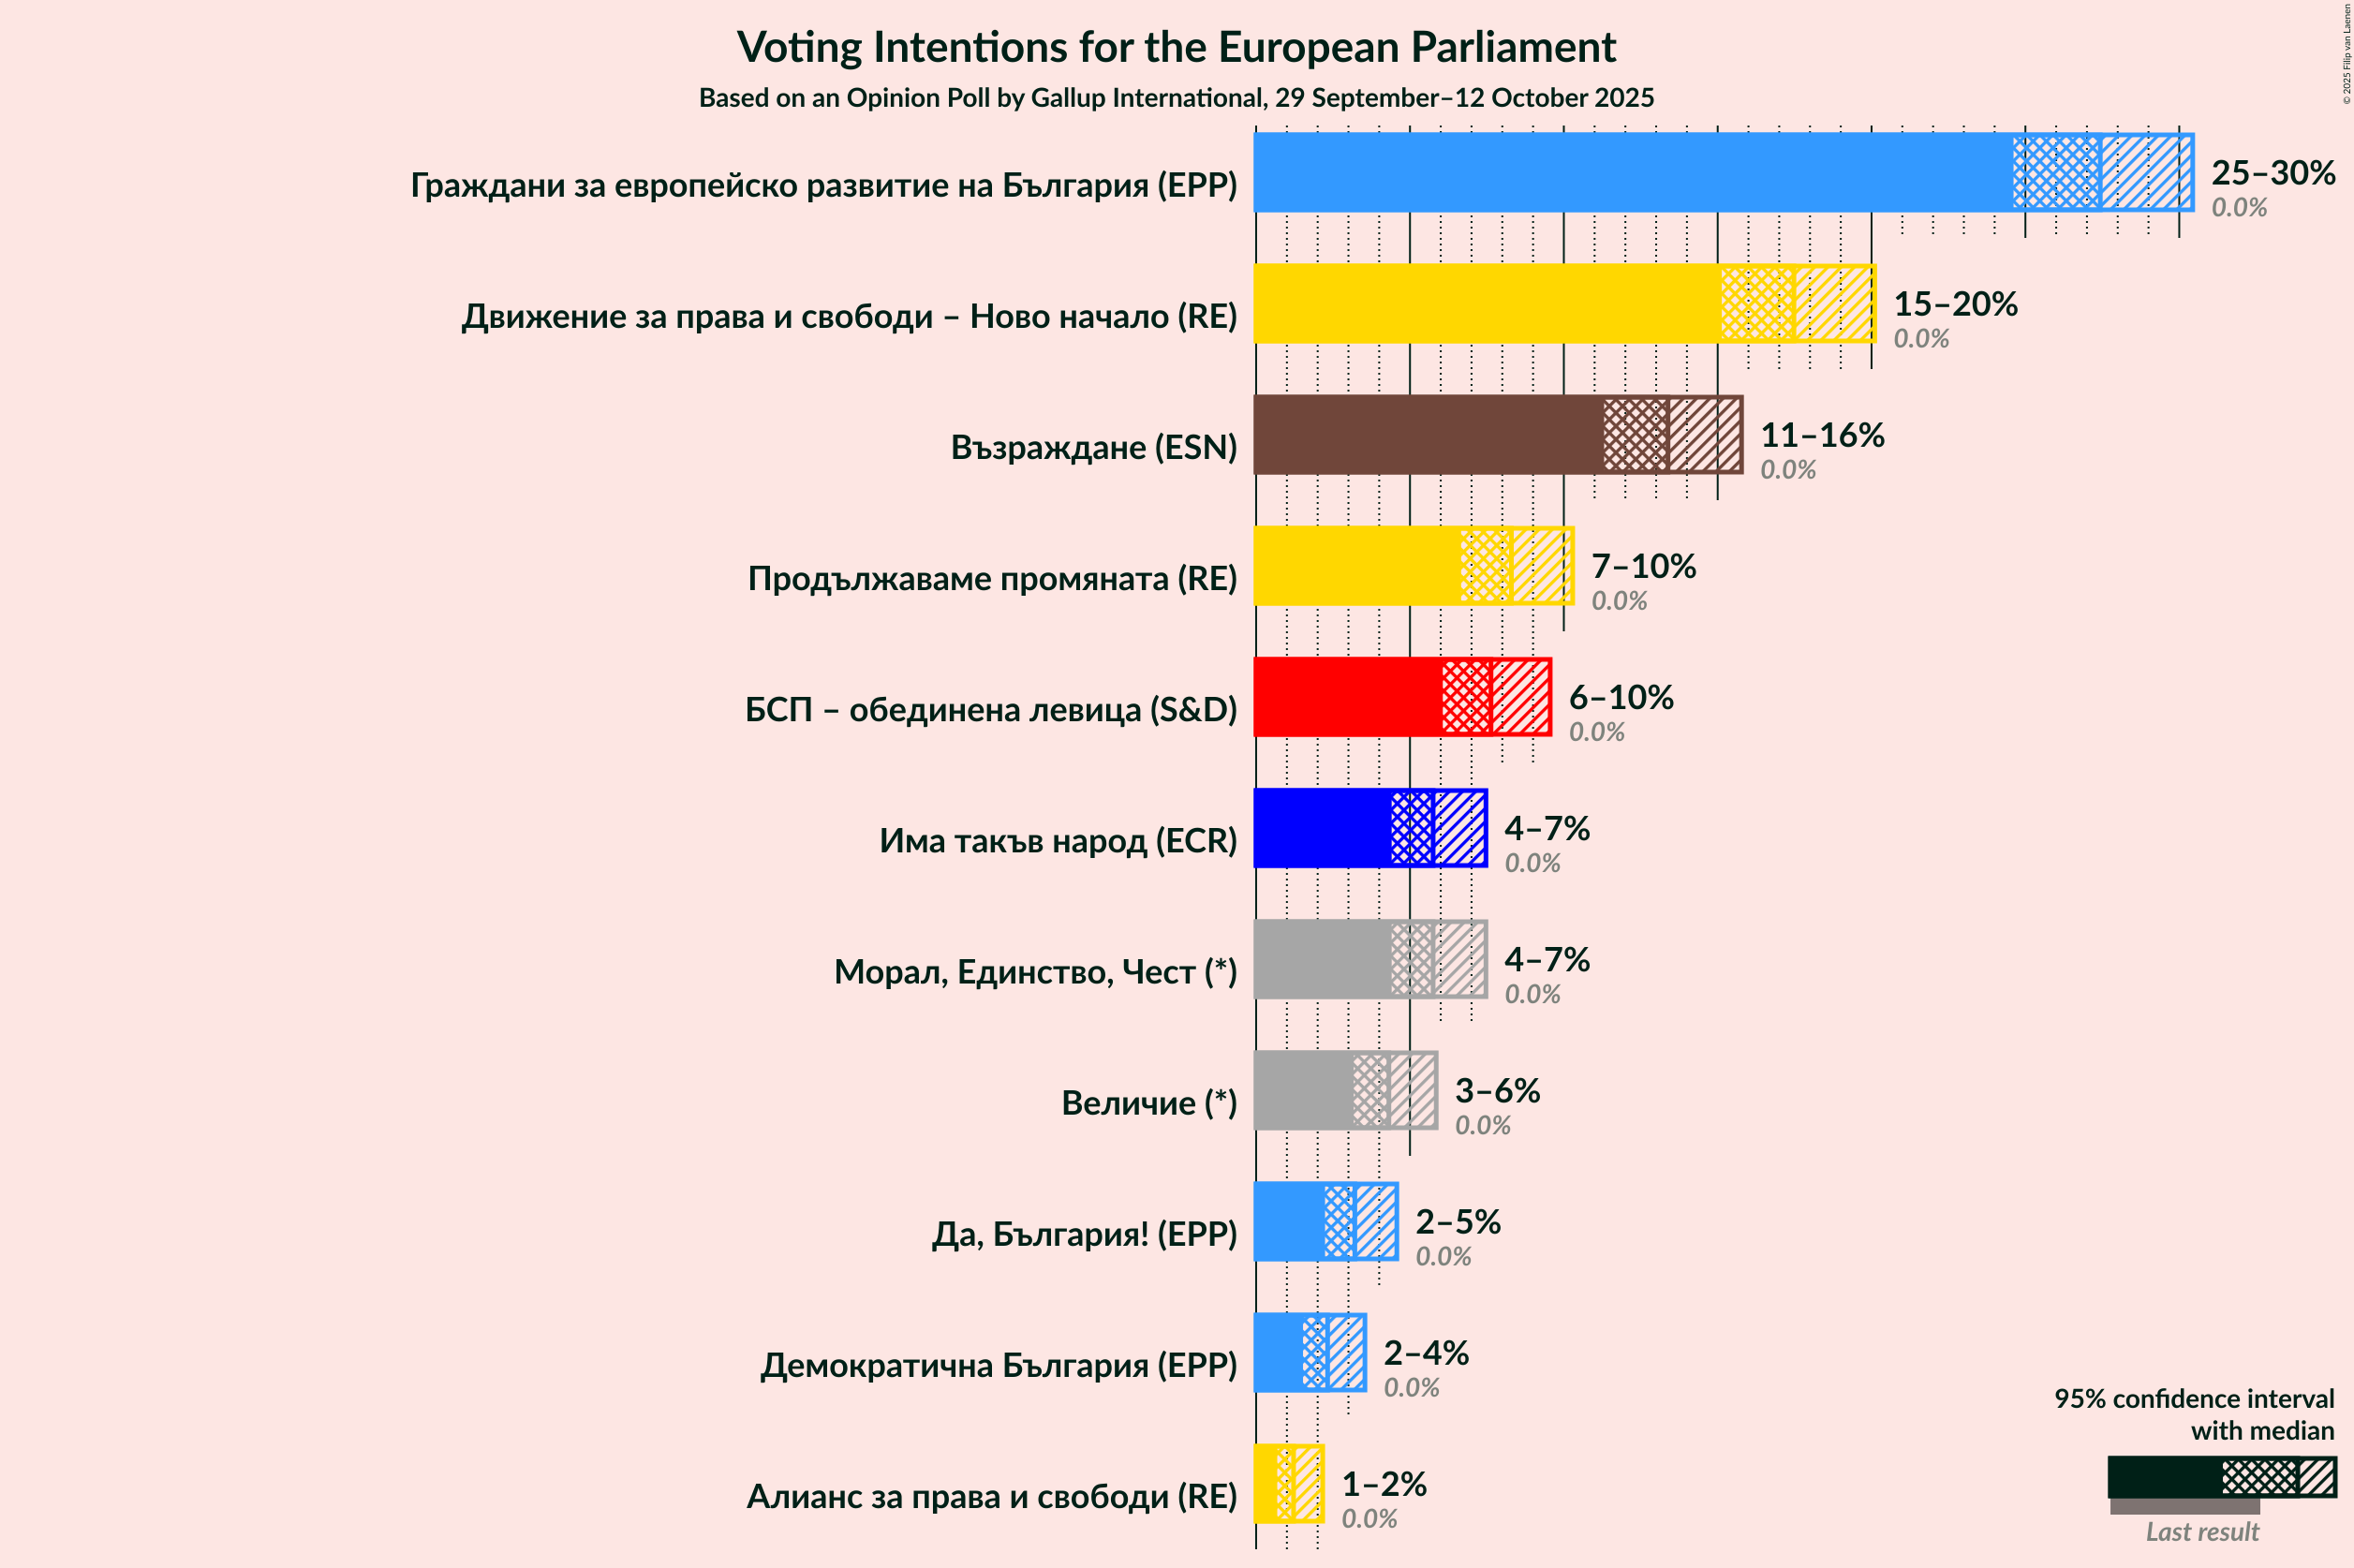 Voting Intentions for the European Parliament
Based on an Opinion Poll by Gallup International, 29 September–12 October 2025
© 2025 Filip van Laenen
Граждани за европейско развитие на България (EPP)
25–30%
0.0%
Движение за права и свободи – Ново начало (RE)
15–20%
0.0%
Възраждане (ESN)
11–16%
0.0%
Продължаваме промяната (RE)
7–10%
0.0%
БСП – обединена левица (S&D)
6–10%
0.0%
Има такъв народ (ECR)
4–7%
0.0%
Морал, Единство, Чест (*)
4–7%
0.0%
Величие (*)
3–6%
0.0%
Да, България! (EPP)
2–5%
0.0%
Демократична България (EPP)
2–4%
0.0%
Алианс за права и свободи (RE)
1–2%
0.0%
95% confidence interval
with median
Last result